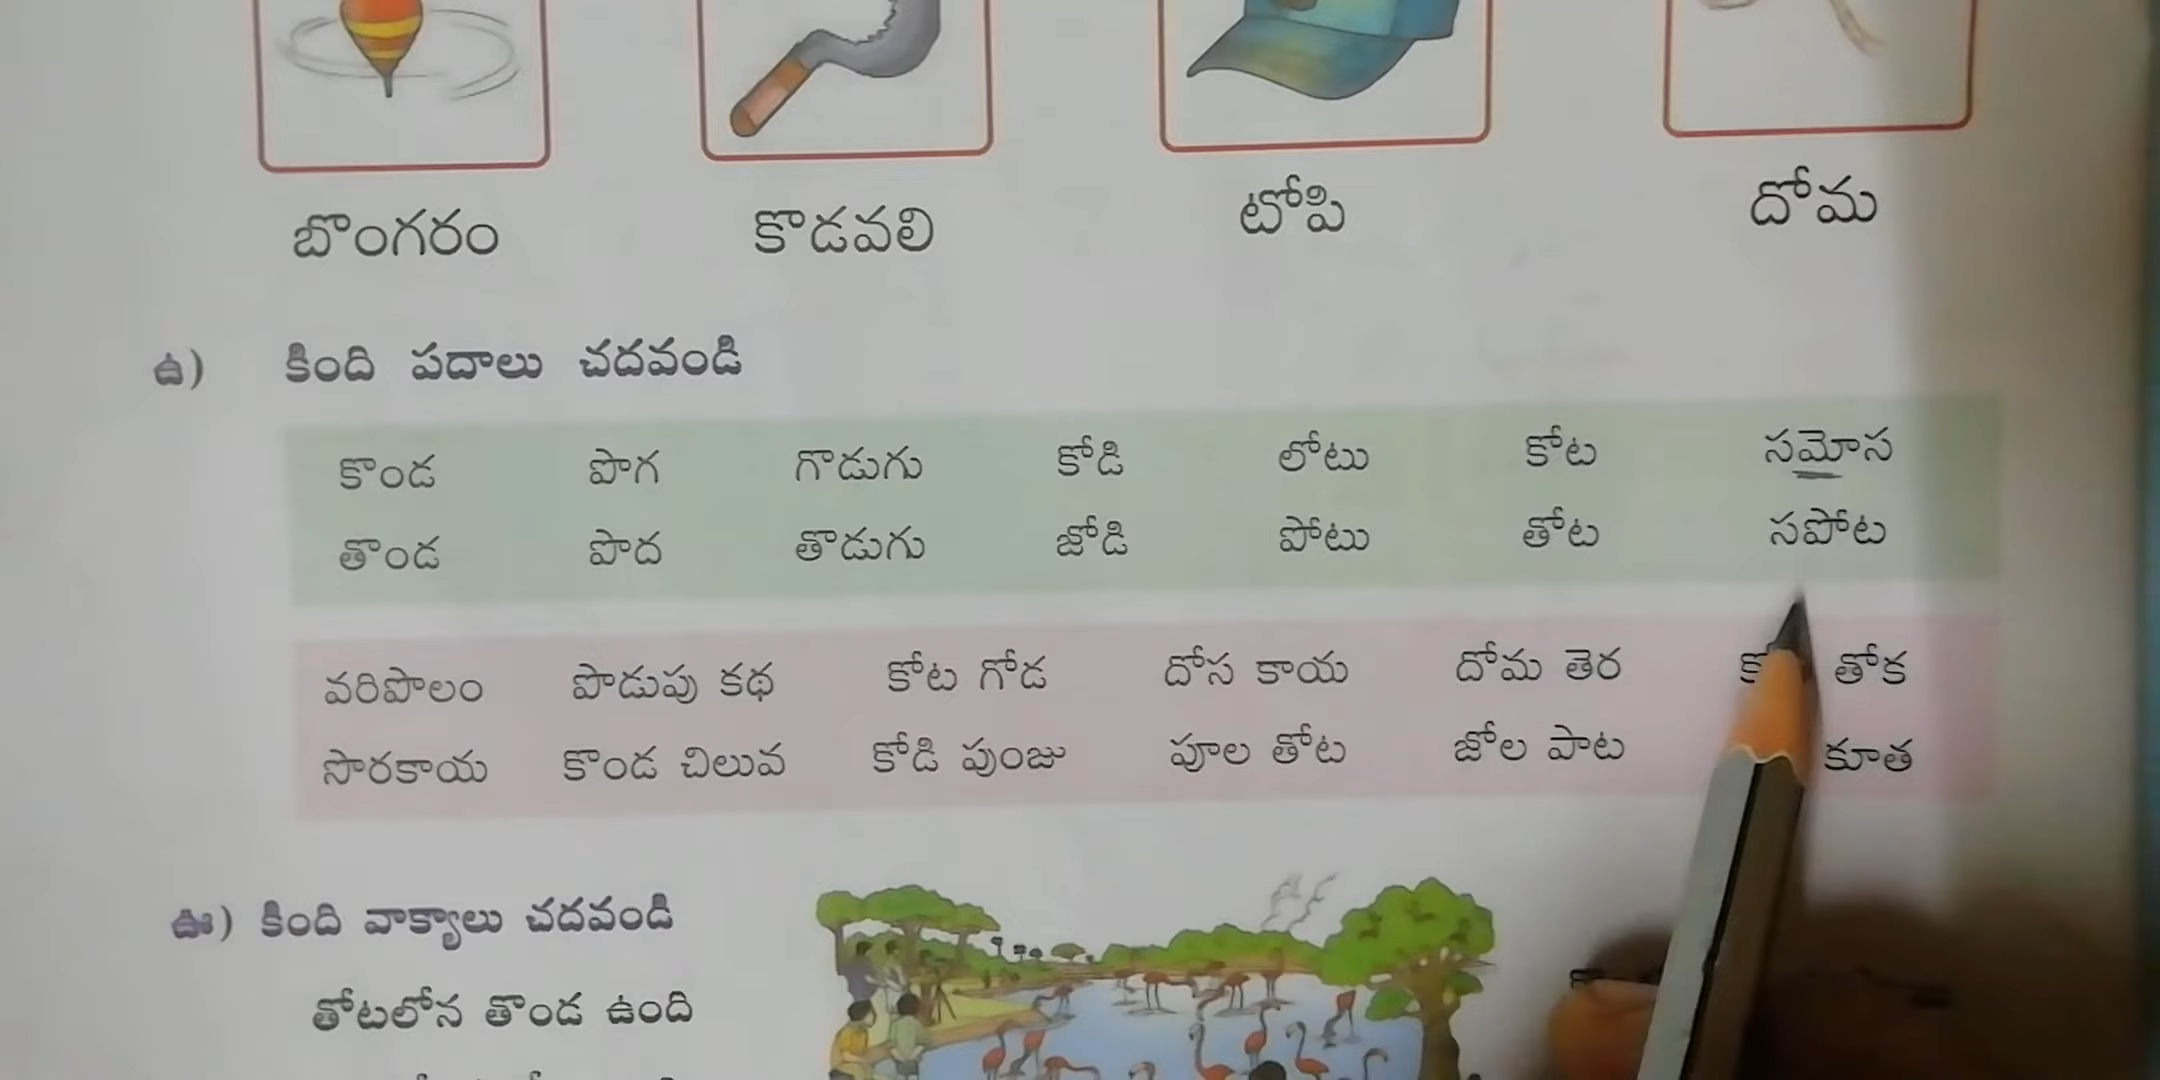 బొంగరం కొడవలి టోపి దోమ
ఉ) కింది పదాలు చదవండి
కొండ పొగ గొడుగు కోడి లోటు కోట సమోస
తొండ పొద తొడుగు జోడి పోటు తోట సపోట
వరిపొలం పొడుపు కథ కోట గోడ దోస కాయ దోమ తెర తోక
సొరకాయ కొండ చిలువ కోడి పుంజు పూల తోట జోల పాట కూత
ఊ) కింది వాక్యాలు చదవండి
తోటలోన తొండ ఉంది